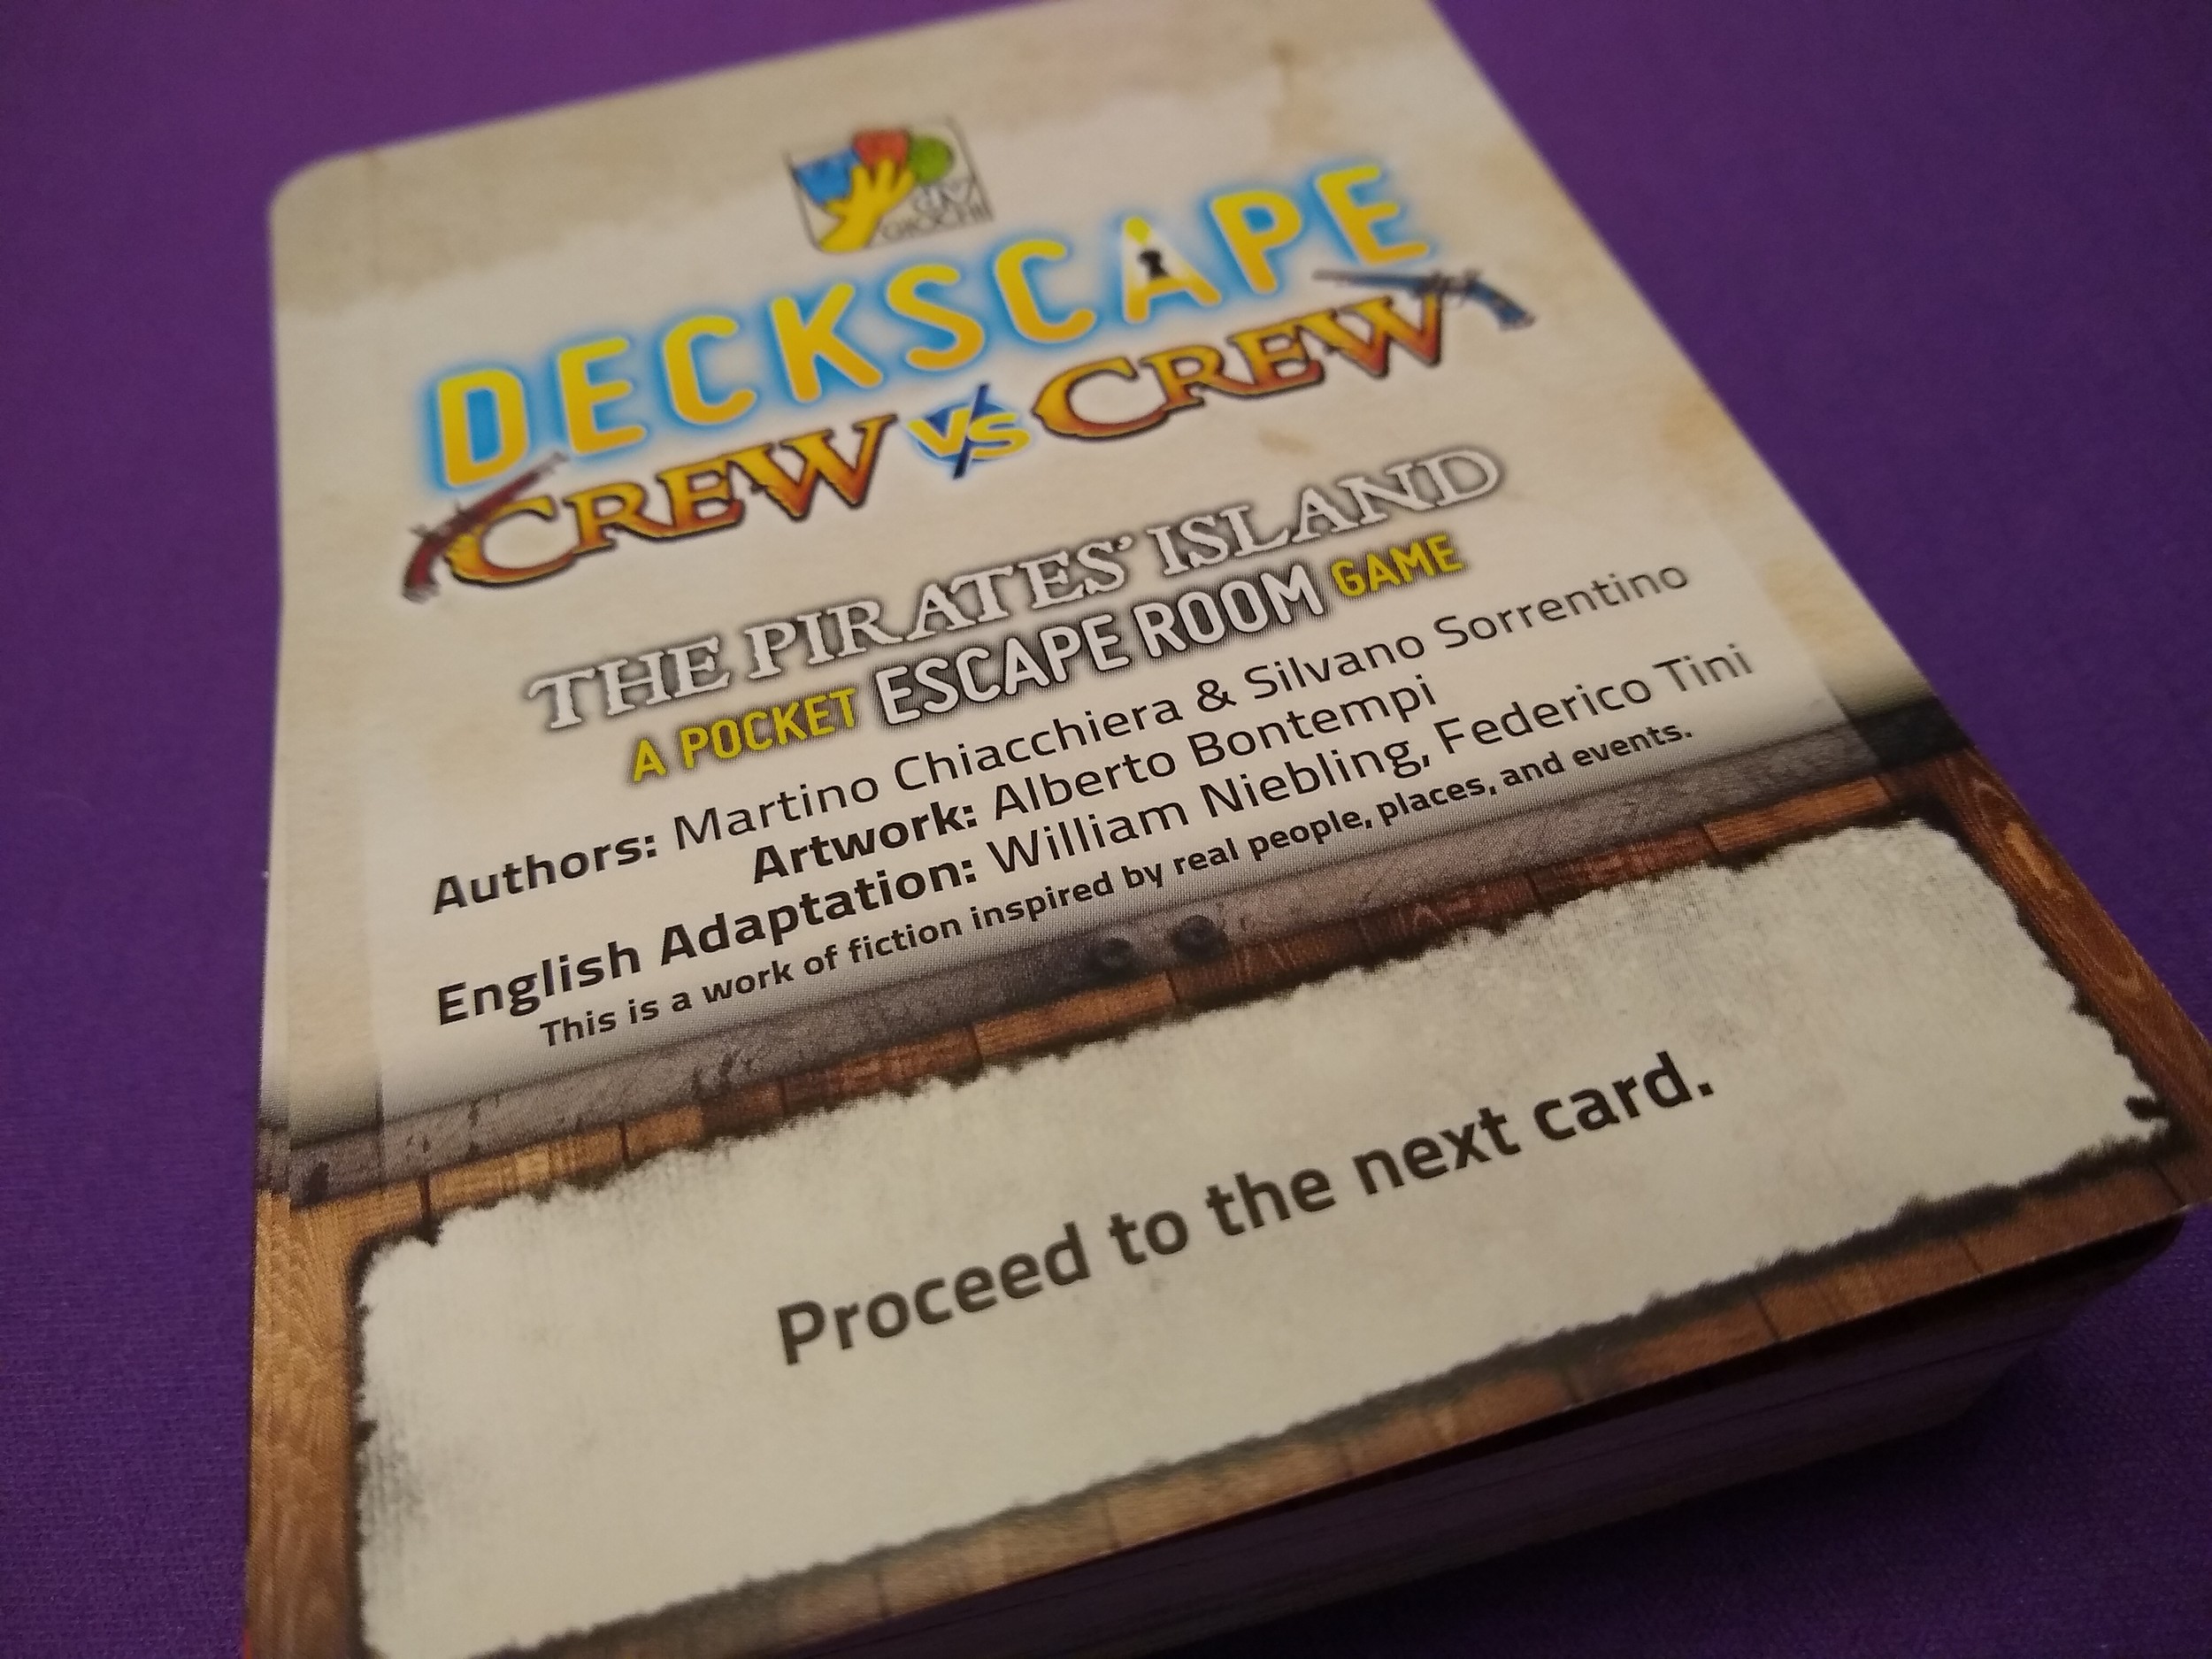 dV
GIOCHI
DECKSCAPE
CREW VS CREW
THE PIRATES' ISLAND
A POCKET ESCAPE ROOM GAME
Authors: Martino Chiacchiera & Silvano Sorrentino
Artwork: Alberto Bontempi
English Adaptation: William Niebling, Federico Tini
This is a work of fiction inspired by real people, places, and events.
Proceed to the next card.